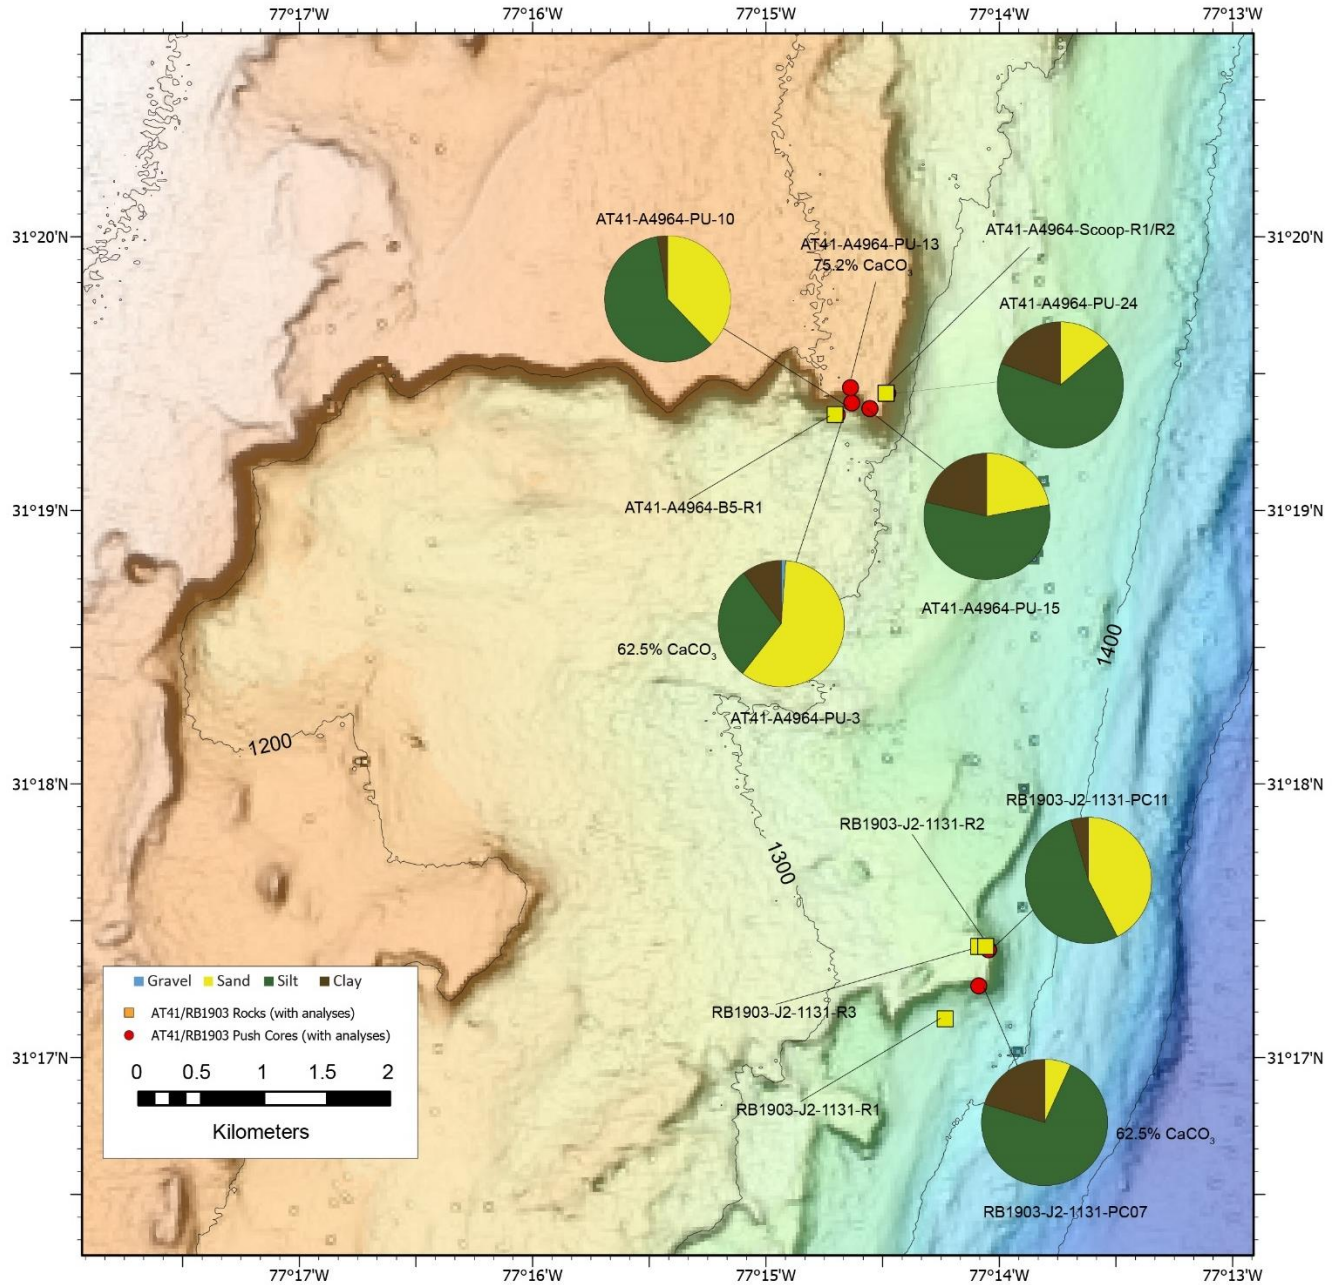 77°17'W 77°16'W 77°15'W 77°14'W 77°13'W
31°20'N 31°20'N
AT41-A4964-PU-10
AT41-A4964-PU-13
75.2% CaCO₃
AT41-A4964-Scoop-R1/R2
AT41-A4964-PU-24
31°19'N 31°19'N
AT41-A4964-B5-R1
AT41-A4964-PU-15
62.5% CaCO₃
AT41-A4964-PU-3
1400
1200
31°18'N 31°18'N
RB1903-J2-1131-PC11
RB1903-J2-1131-R2
1300
Gravel Sand Silt Clay
AT41/RB1903 Rocks (with analyses)
AT41/RB1903 Push Cores (with analyses)
0 0.5 1 1.5 2
Kilometers
RB1903-J2-1131-R3
31°17'N 31°17'N
RB1903-J2-1131-R1
62.5% CaCO₃
RB1903-J2-1131-PC07
77°17'W 77°16'W 77°15'W 77°14'W 77°13'W